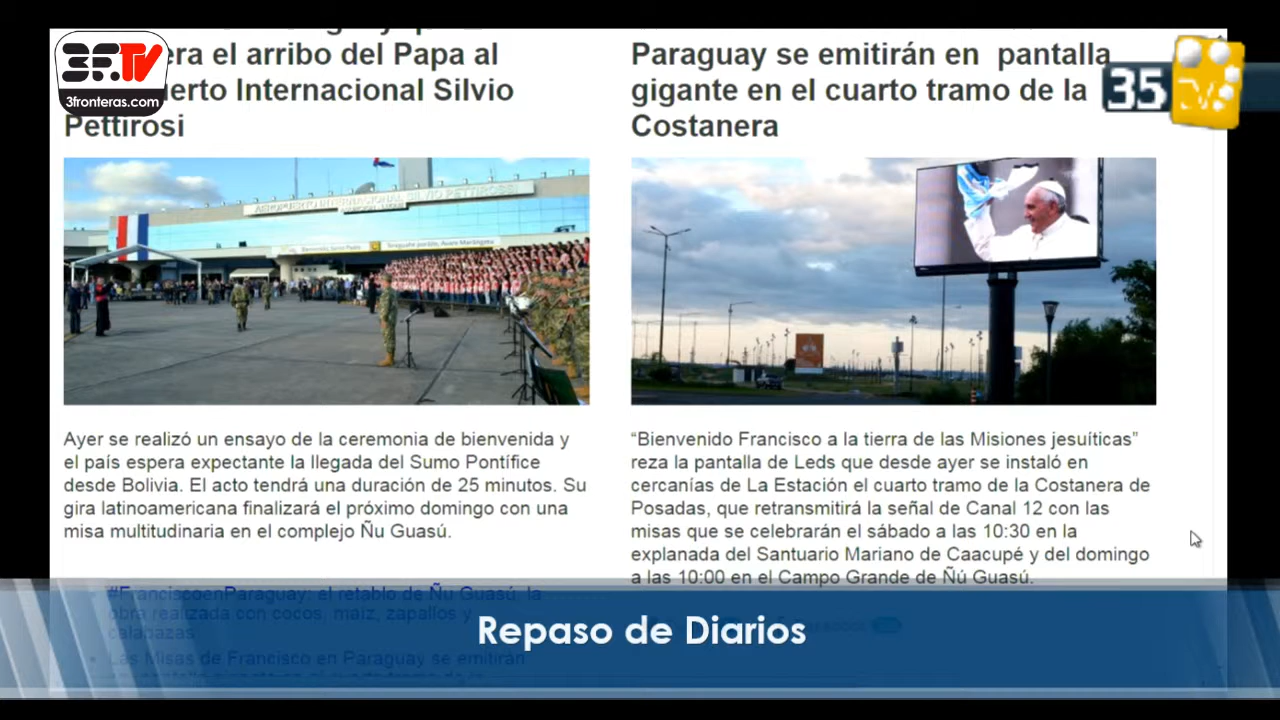 3F.TV
3fronteras.com
era el arribo del Papa al
uerto Internacional Silvio
Pettirosi
AEROPUERTO INTERNACIONAL SILVIO PETTIROSSI
Ayer se realizó un ensayo de la ceremonia de bienvenida y
el país espera expectante la llegada del Sumo Pontífice
desde Bolivia. El acto tendrá una duración de 25 minutos. Su
gira latinoamericana finalizará el próximo domingo con una
misa multitudinaria en el complejo Ñu Guasú.
#FranciscoenParaguay: el retablo de Ñu Guasú, la
obra realizada con cocos, maíz, zapallos y
calabazas
Las Misas de Francisco en Paraguay se emitirán
Paraguay se emitirán en pantalla
gigante en el cuarto tramo de la
Costanera
35
TV
“Bienvenido Francisco a la tierra de las Misiones jesuíticas”
reza la pantalla de Leds que desde ayer se instaló en
cercanías de La Estación el cuarto tramo de la Costanera de
Posadas, que retransmitirá la señal de Canal 12 con las
misas que se celebrarán el sábado a las 10:30 en la
explanada del Santuario Mariano de Caacupé y del domingo
a las 10:00 en el Campo Grande de Ñú Guasú.
Repaso de Diarios